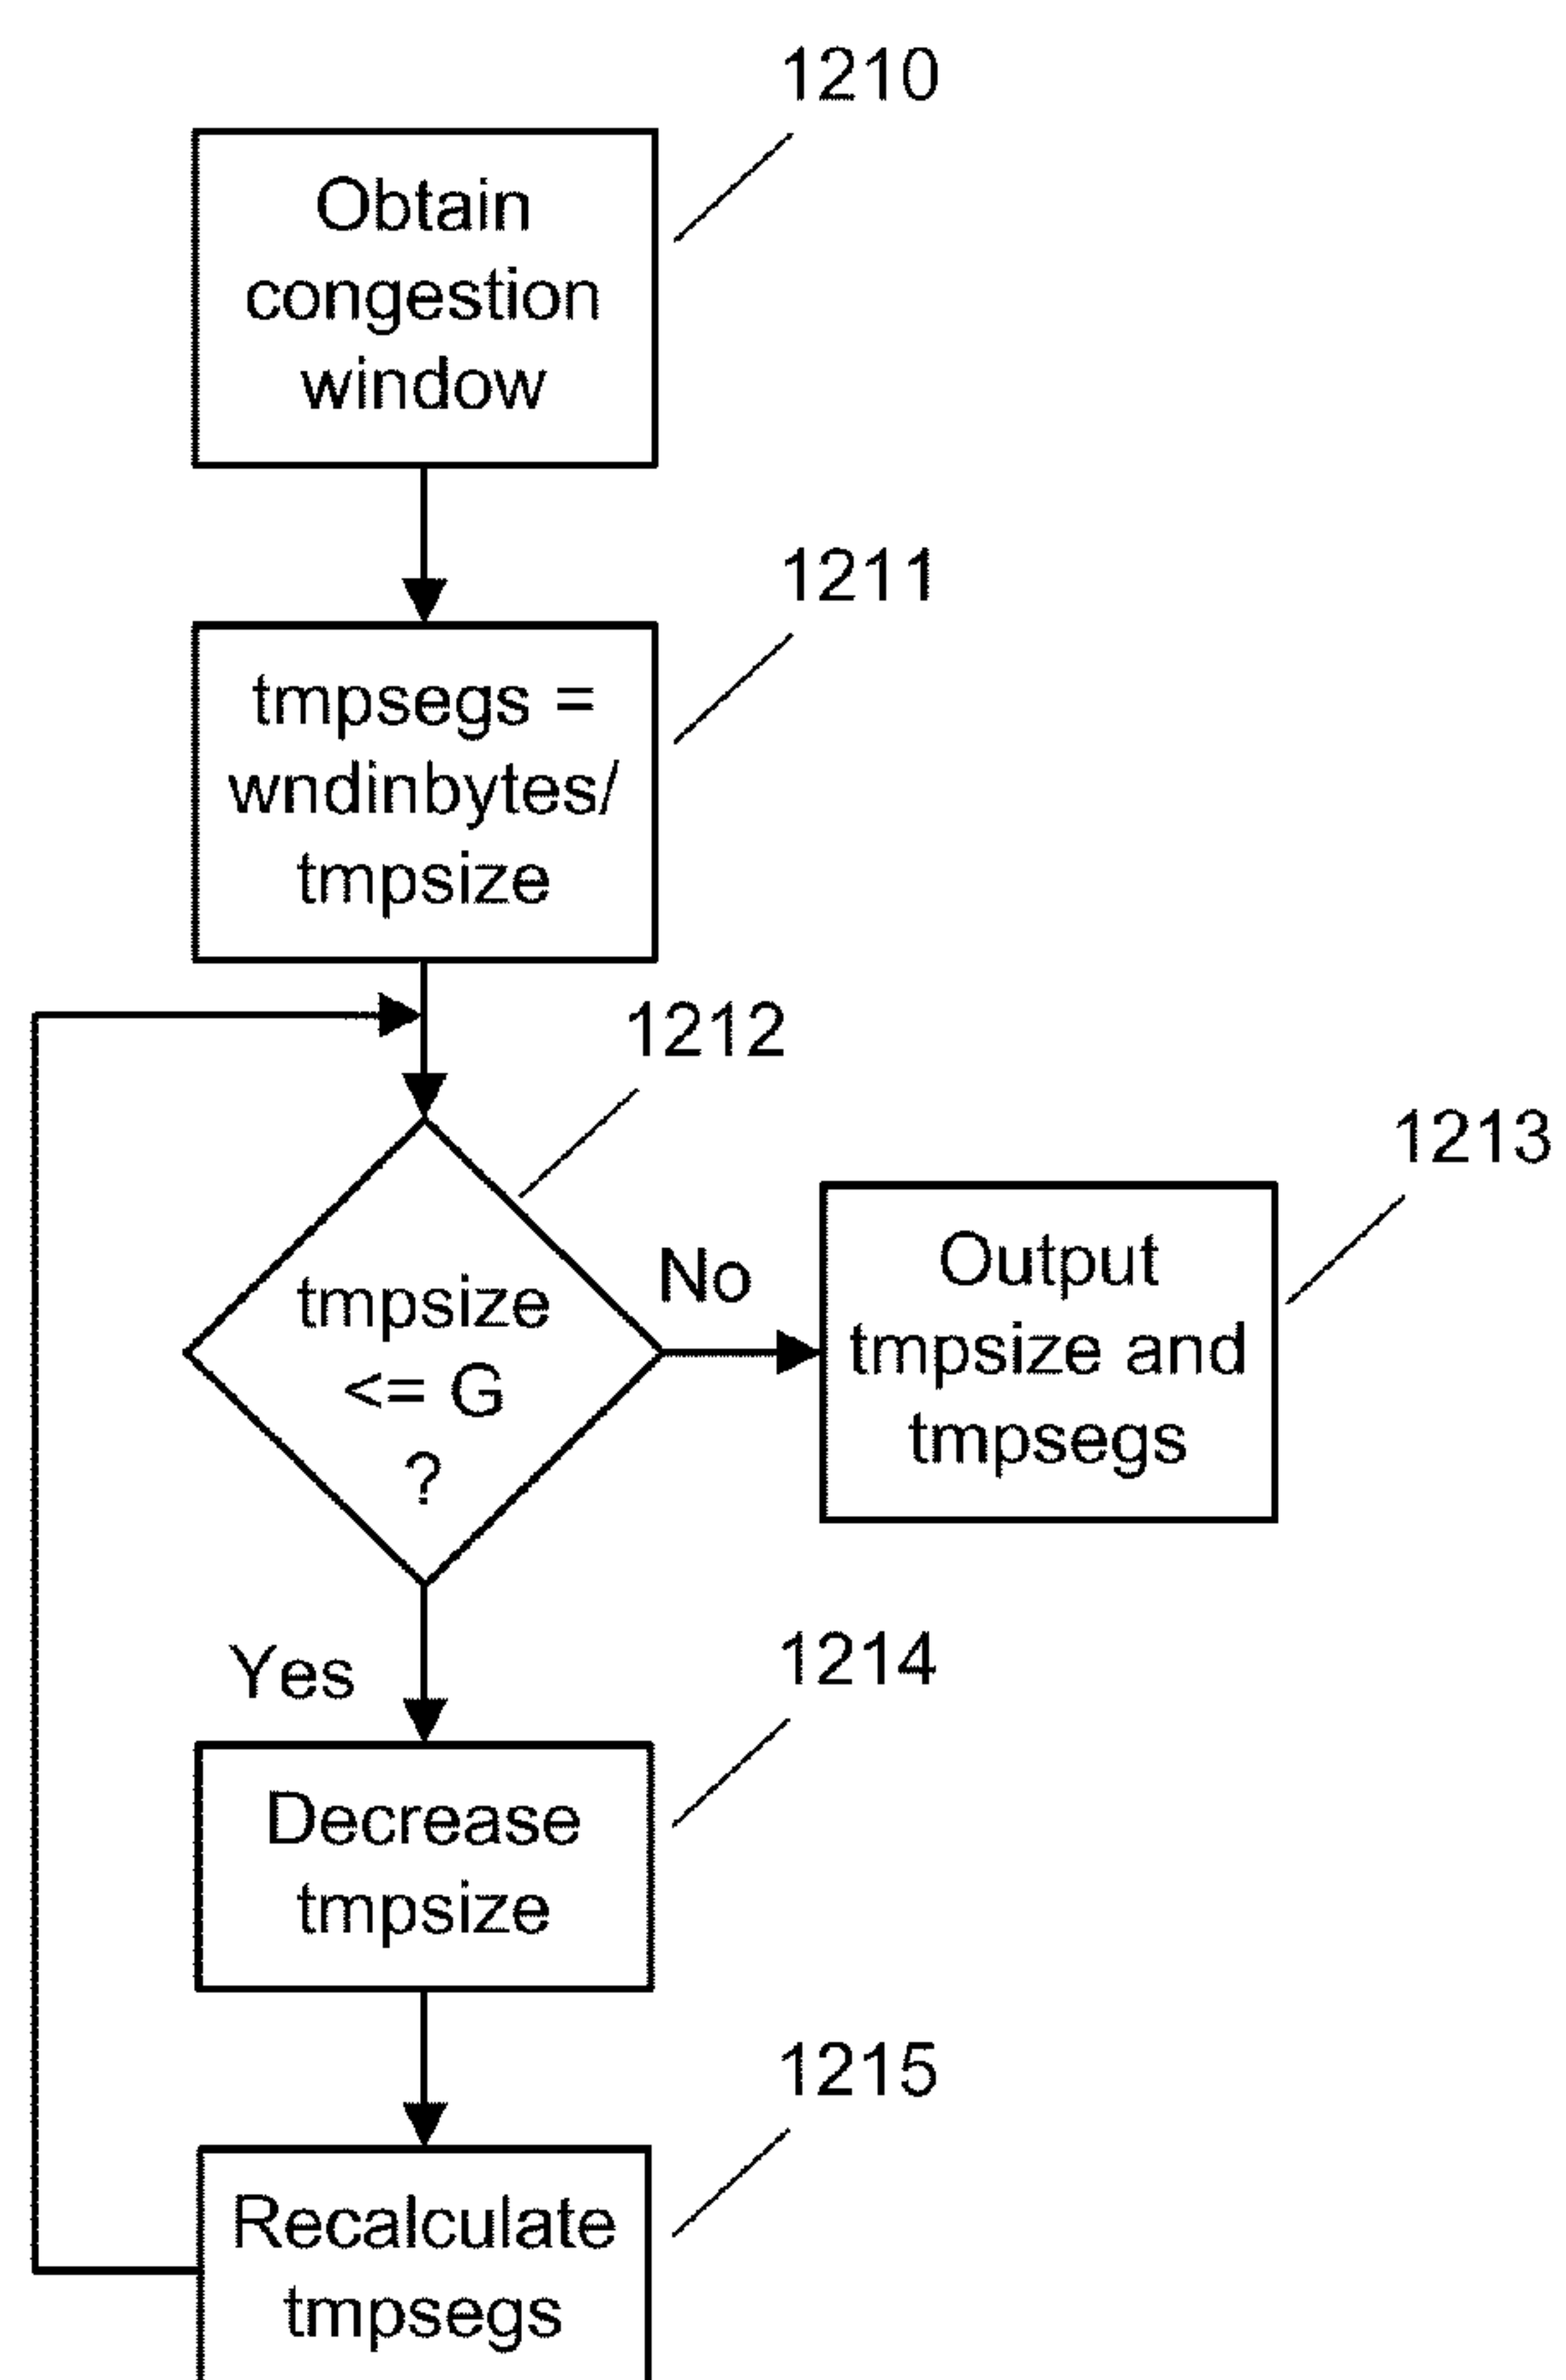 1210
Obtain
congestion
window
1211
tmpsegs =
wndinbytes/
tmpsize
1212
tmpsize
<= G
?
No
1213
Output
tmpsize and
tmpsegs
Yes
1214
Decrease
tmpsize
1215
Recalculate
tmpsegs